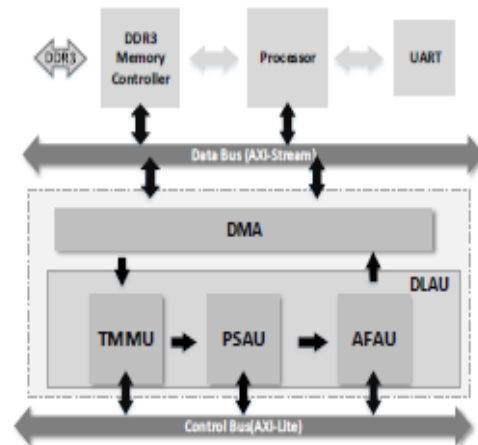 DDR3
DDR3
Memory
Controller
Processor
UART
Data Bus (AXI-Stream)
DMA
DLAU
TMMU
PSAU
AFAU
Control Bus(AXI-Lite)